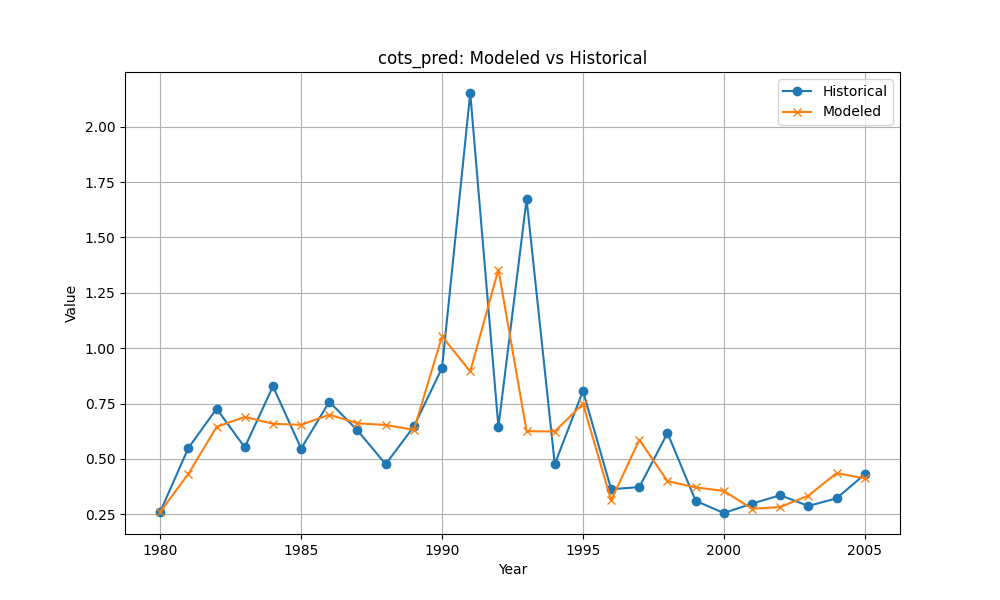 cots_pred: Modeled vs Historical
Historical
Modeled
Value
2.00
1.75
1.50
1.25
1.00
0.75
0.50
0.25
1980 1985 1990 1995 2000 2005
Year